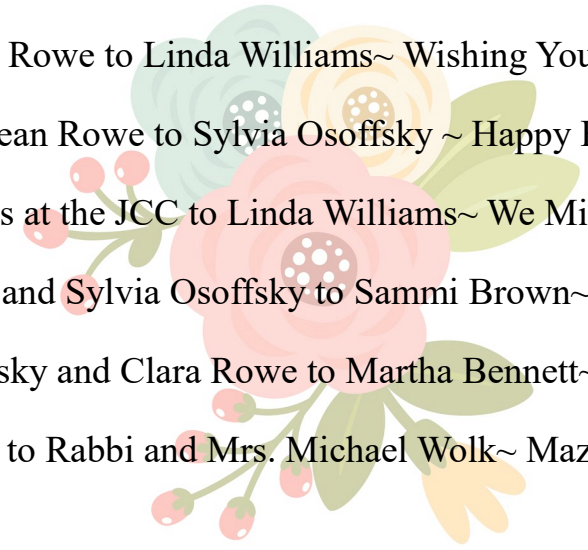 Rowe to Linda Williams~ Wishing You
ean Rowe to Sylvia Osoffsky ~ Happy
s at the JCC to Linda Williams~ We Mi
and Sylvia Osoffsky to Sammi Brown~
sky and Clara Rowe to Martha Bennett~
to Rabbi and Mrs. Michael Wolk~ Maz